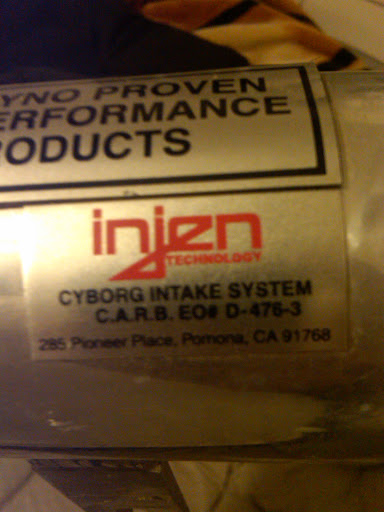 YNO PROVEN
ERFORMANCE
RODUCTS
injen
TECHNOLOGY
CYBORG INTAKE SYSTEM
C.A.R.B. EO# D-476-3
285 Pioneer Place, Pomona, CA 91768